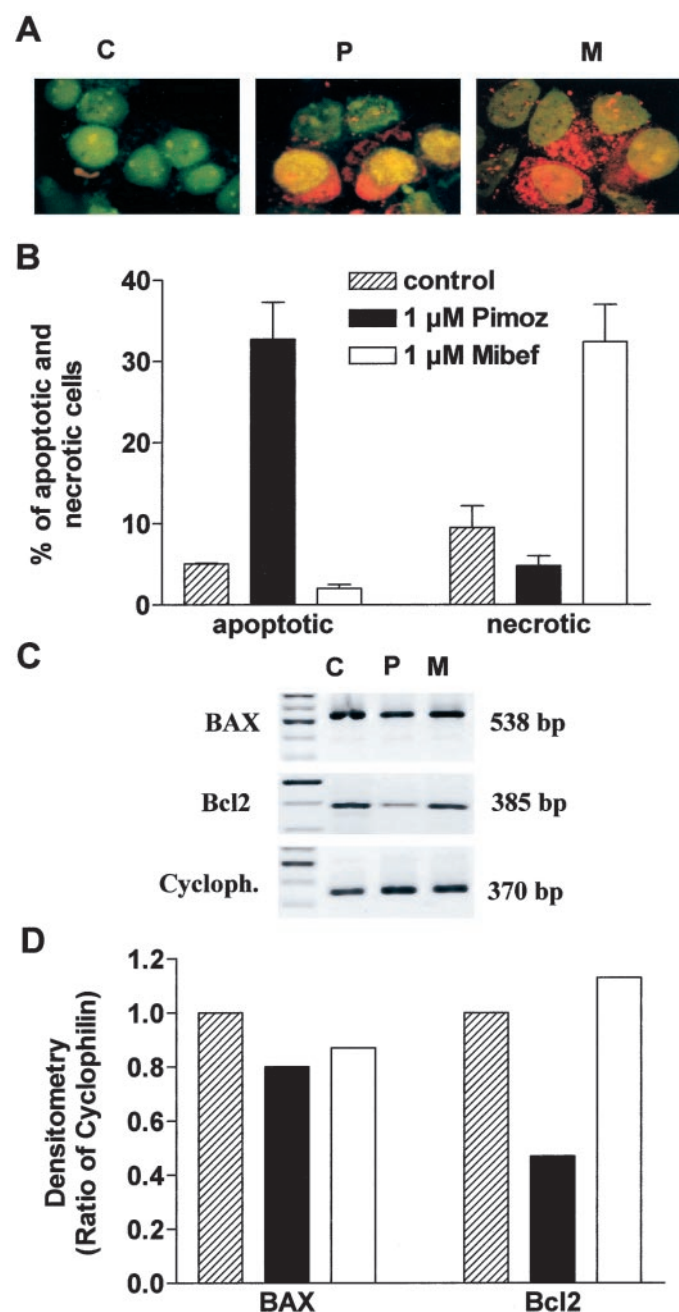 A
C P M
B
40
30
20
10
0
% of apoptotic and
necrotic cells
control
1 µM Pimoz
1 µM Mibef
apoptotic necrotic
C
C P M
BAX 538 bp
Bcl2 385 bp
Cycloph. 370 bp
D
1.2
1.0
0.8
0.6
0.4
0.2
0.0
Densitometry
(Ratio of Cyclophilin)
BAX Bcl2